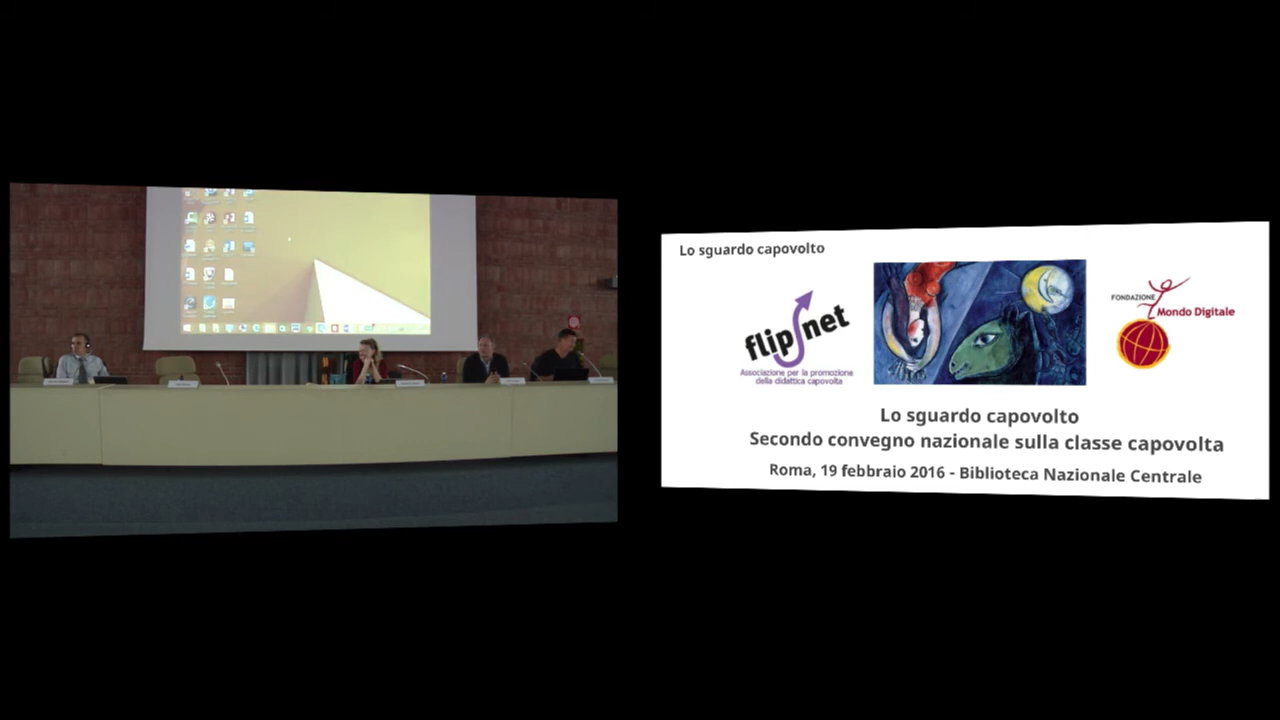 Lo sguardo capovolto
flipnet
Associazione per la promozione
della didattica capovolta
FONDAZIONE
Mondo Digitale
Lo sguardo capovolto
Secondo convegno nazionale sulla classe capovolta
Roma, 19 febbraio 2016 - Biblioteca Nazionale Centrale